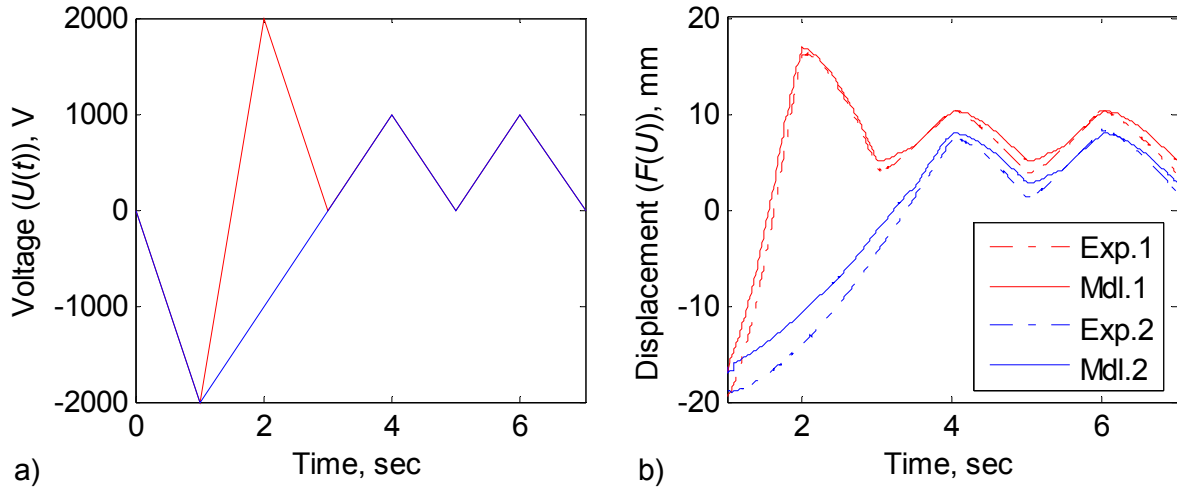 Voltage (U(t)), V
2000
1000
0
-1000
-2000
0
2
4
6
Time, sec
a)
Displacement (F(U)), mm
20
10
0
-10
-20
2
4
6
Time, sec
b)
Exp.1
Mdl.1
Exp.2
Mdl.2